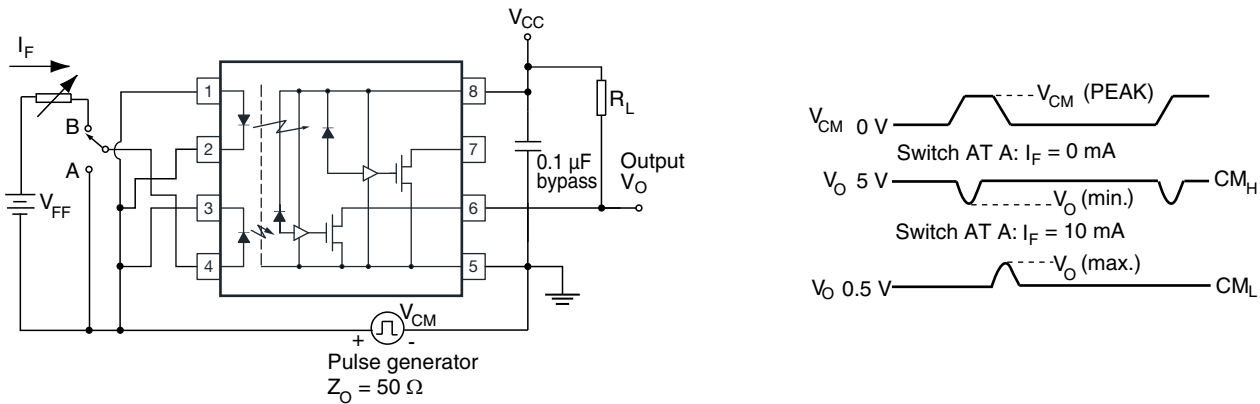 V_CC
I_F
B
A
V_FF
1
2
3
4
8
7
6
5
R_L
0.1 µF
bypass
Output
V_O
V_CM
+ -
Pulse generator
Z_O = 50 Ω
V_CM (PEAK)
V_CM 0 V
Switch AT A: I_F = 0 mA
V_O 5 V
CM_H
V_O (min.)
Switch AT A: I_F = 10 mA
V_O (max.)
V_O 0.5 V
CM_L